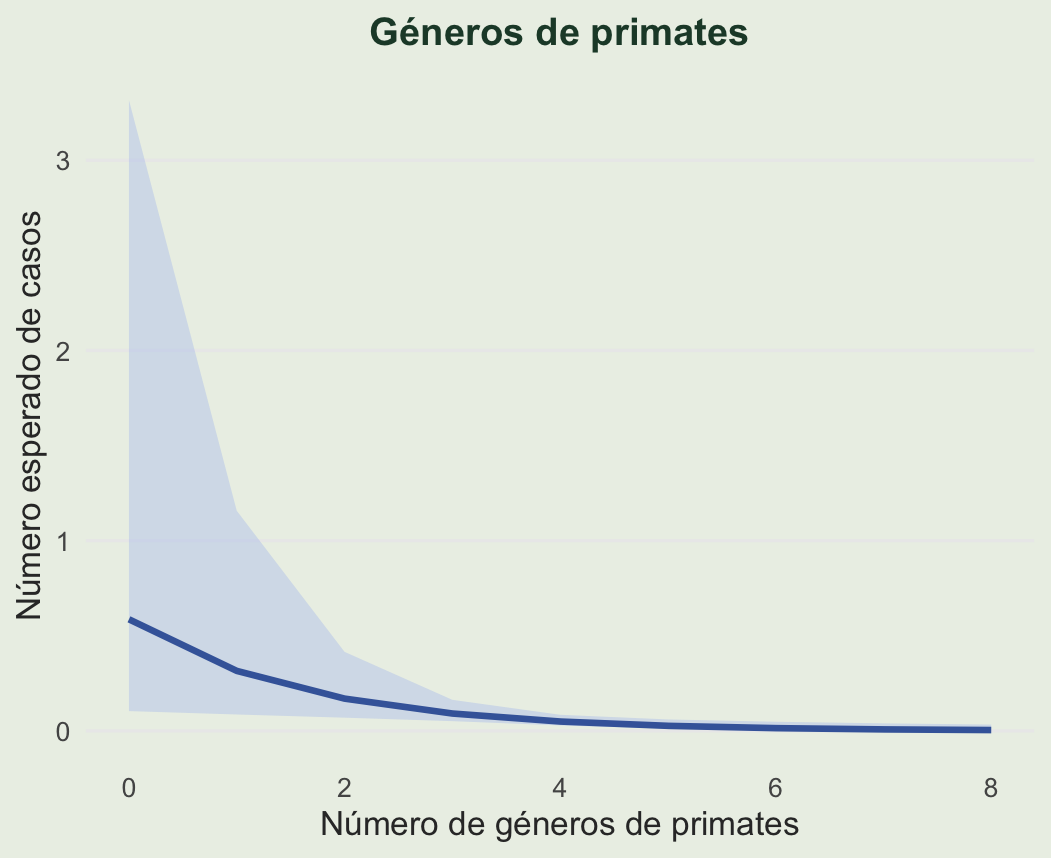 Géneros de primates
Número esperado de casos
3
2
1
0
0 2 4 6 8
Número de géneros de primates